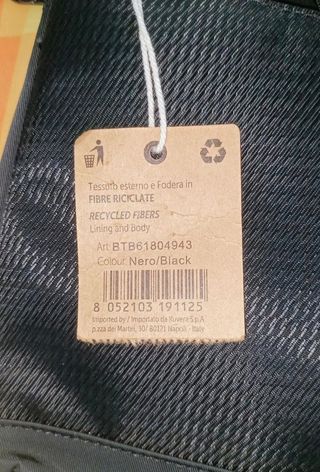 Tessuto esterno e Fodera in
FIBRE RICICLATE
RECYCLED FIBERS
Lining and Body
Art BTB61804943
Colour Nero/Black
8 052103 191125
Imported by / Importato da Ruvera S.p.A
p.zza dei Martiri, 30/ 80121 Napoli - Italy